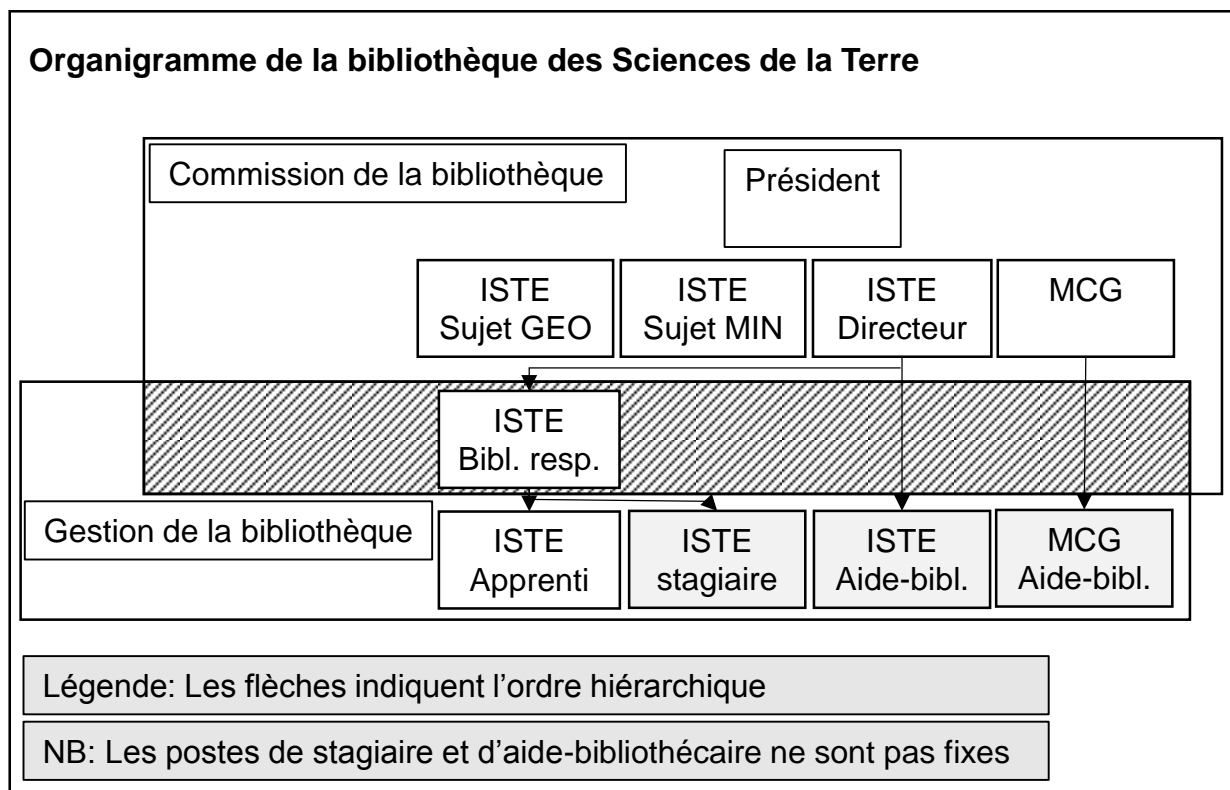 Organigramme de la bibliothèque des Sciences de la Terre
Commission de la bibliothèque
Président
ISTE
Sujet GEO
ISTE
Sujet MIN
ISTE
Directeur
MCG
ISTE
Bibl. resp.
Gestion de la bibliothèque
ISTE
Apprenti
ISTE
stagiaire
ISTE
Aide-bibl.
MCG
Aide-bibl.
Légende: Les flèches indiquent l’ordre hiérarchique
NB: Les postes de stagiaire et d’aide-bibliothécaire ne sont pas fixes